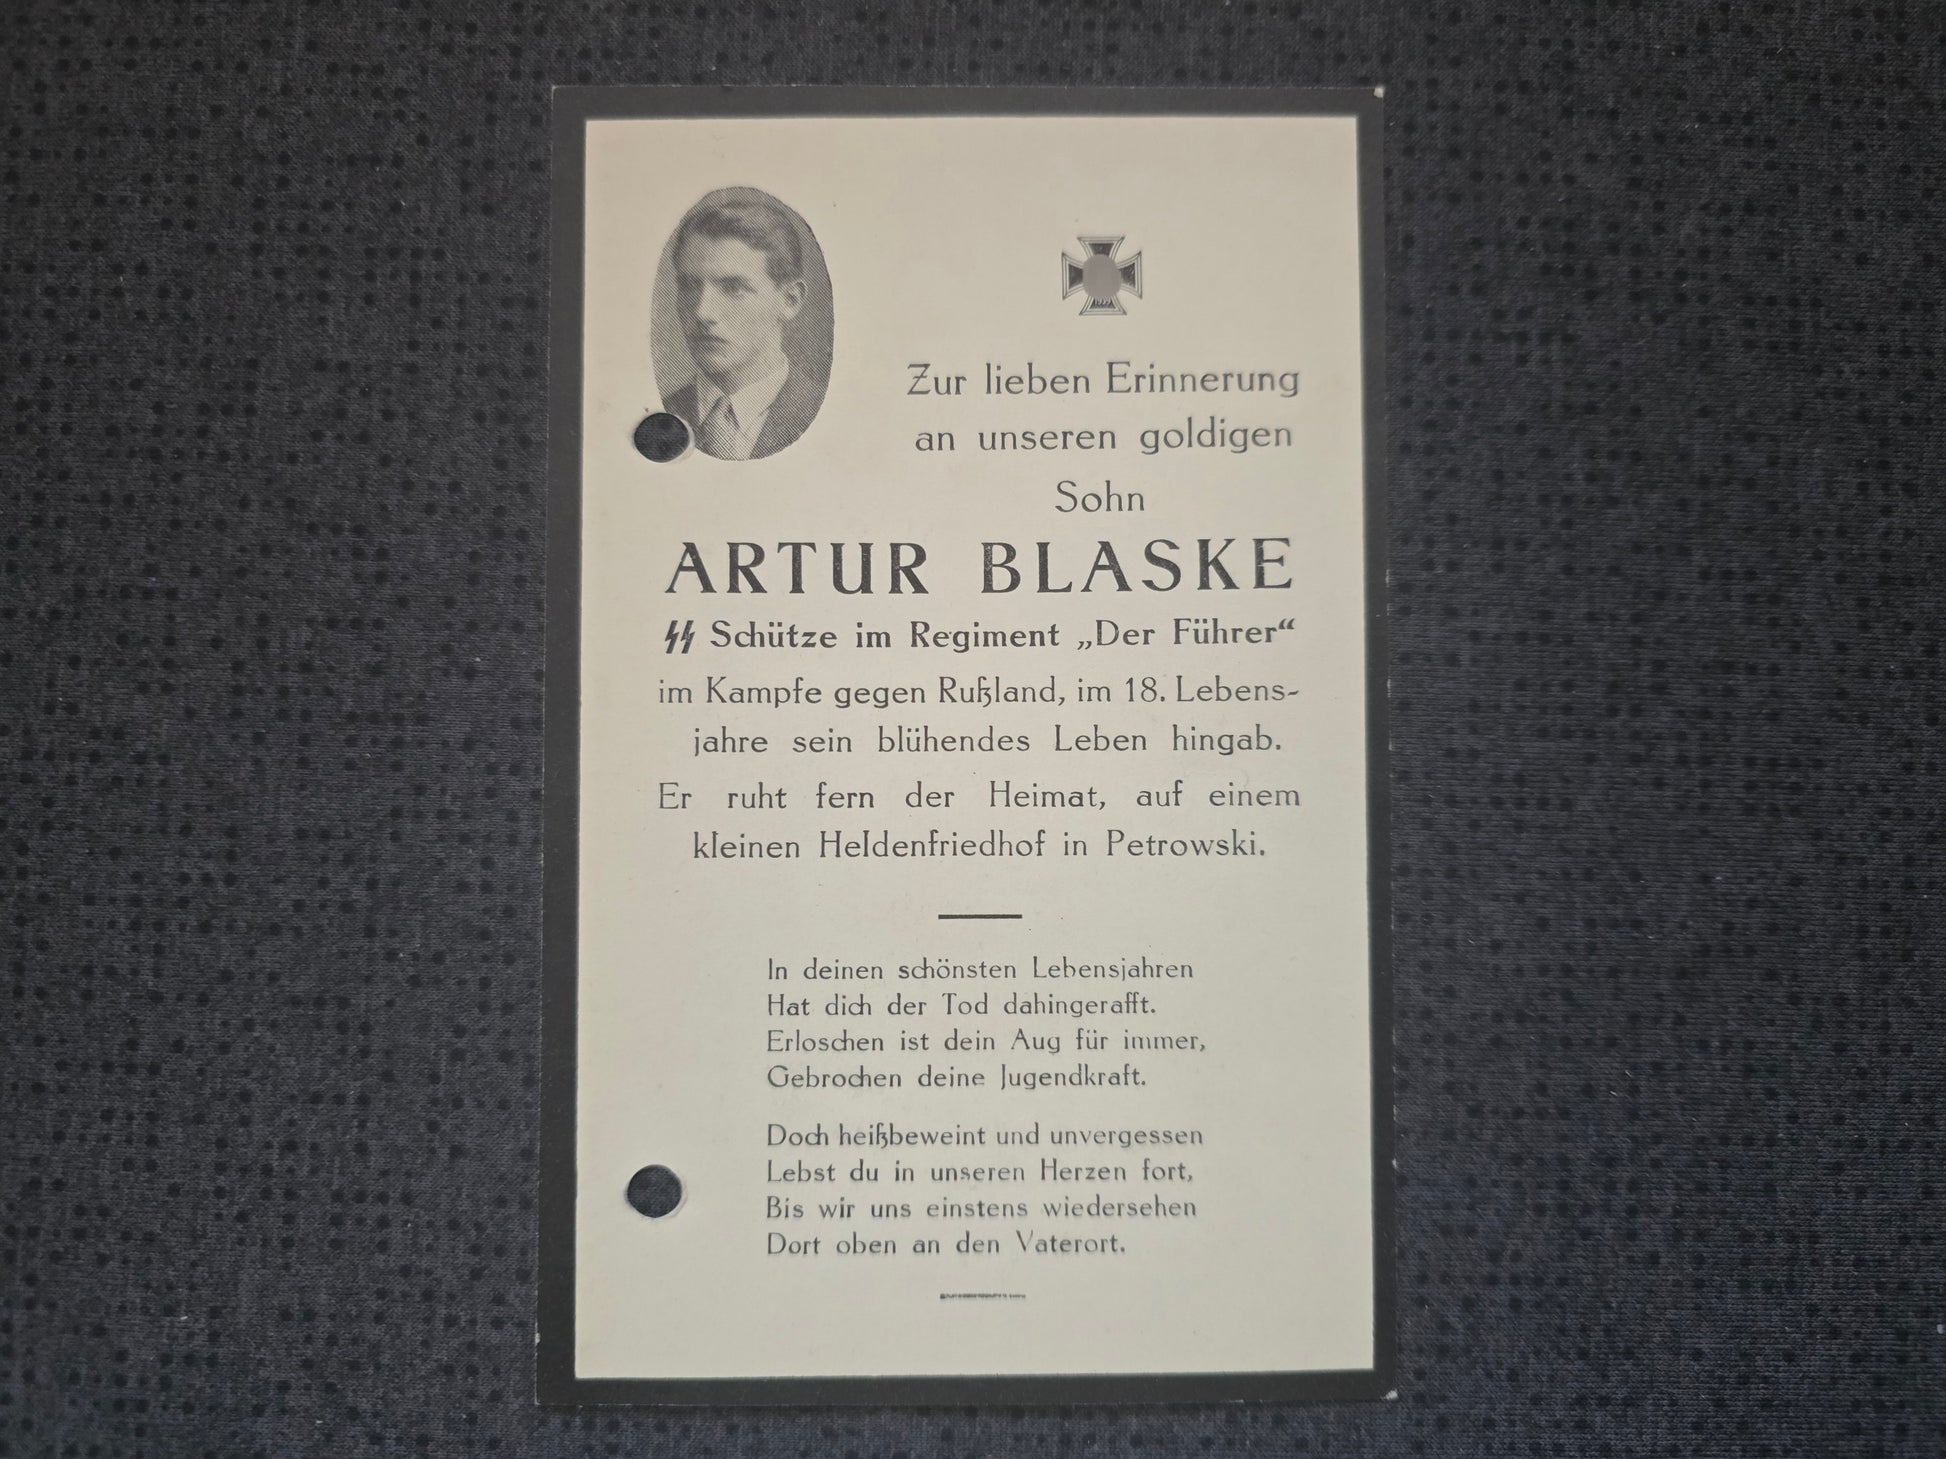 Zur lieben Erinnerung
an unseren goldigen
Sohn
ARTUR BLASKE
ᛋᛋ Schütze im Regiment „Der Führer“
im Kampfe gegen Rußland, im 18. Lebens-
jahre sein blühendes Leben hingab.
Er ruht fern der Heimat, auf einem
kleinen Heldenfriedhof in Petrowski.
In deinen schönsten Lebensjahren
Hat dich der Tod dahingerafft.
Erloschen ist dein Aug für immer,
Gebrochen deine Jugendkraft.
Doch heißbeweint und unvergessen
Lebst du in unseren Herzen fort,
Bis wir uns einstens wiedersehen
Dort oben an den Vaterort.